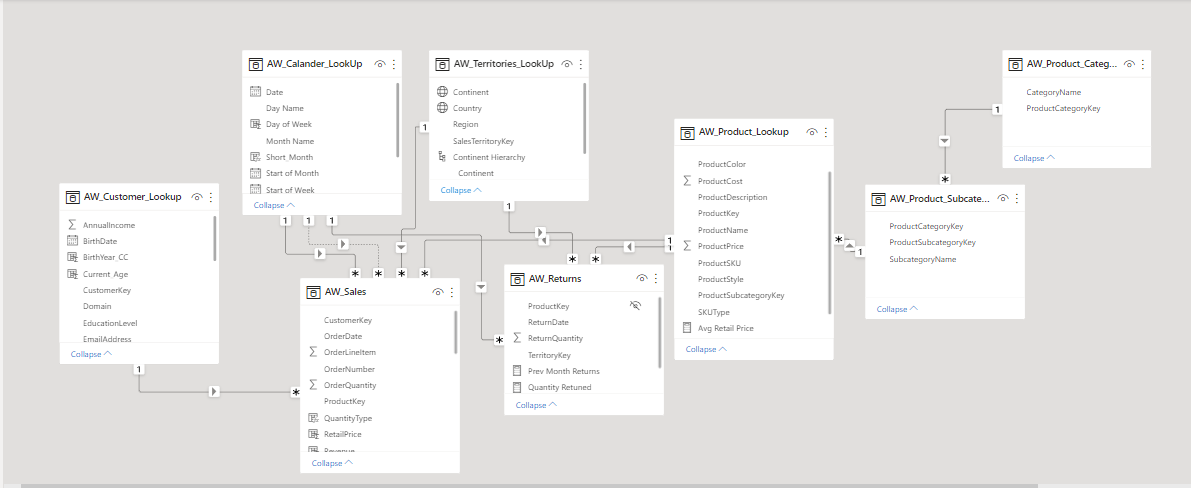 AW_Calander_LookUp
Date
Day Name
Day of Week
Month Name
Short_Month
Start of Month
Start of Week
Collapse
AW_Territories_LookUp
Continent
Country
Region
SalesTerritoryKey
Continent Hierarchy
Continent
Collapse
AW_Product_Categ...
CategoryName
ProductCategoryKey
Collapse
AW_Product_Lookup
ProductColor
ProductCost
ProductDescription
ProductKey
ProductName
ProductPrice
ProductSKU
ProductStyle
ProductSubcategoryKey
SKUType
Avg Retail Price
Collapse
AW_Customer_Lookup
AnnualIncome
BirthDate
BirthYear_CC
Current_Age
CustomerKey
Domain
EducationLevel
EmailAddress
Collapse
AW_Product_Subcate...
ProductCategoryKey
ProductSubcategoryKey
SubcategoryName
Collapse
AW_Sales
CustomerKey
OrderDate
OrderLineItem
OrderNumber
OrderQuantity
ProductKey
QuantityType
RetailPrice
Revenue
Collapse
AW_Returns
ProductKey
ReturnDate
ReturnQuantity
TerritoryKey
Prev Month Returns
Quantity Retuned
Collapse
1
1
1
1
1
1
1
1
1
1
*
*
*
*
*
*
*
*
*
*